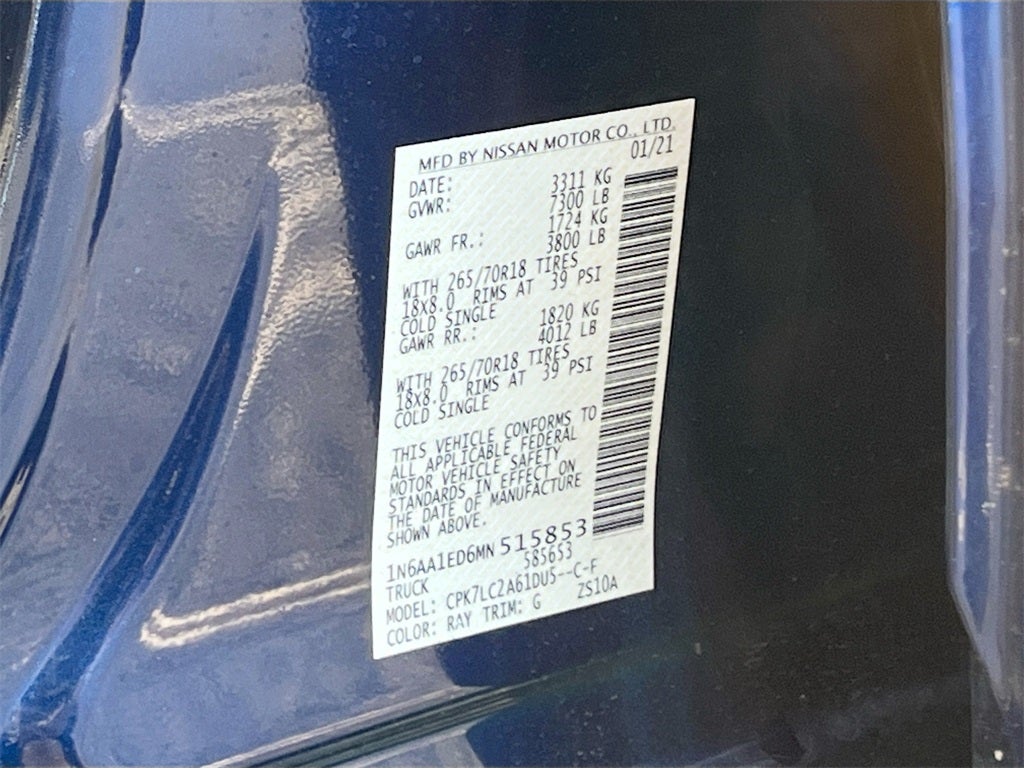 MFD BY NISSAN MOTOR CO., LTD.
DATE: 01/21
GVWR: 3311 KG
7300 LB
GAWR FR.: 1724 KG
3800 LB
WITH 265/70R18 TIRES
18X8.0 RIMS AT 39 PSI
COLD SINGLE
GAWR RR.: 1820 KG
4012 LB
WITH 265/70R18 TIRES
18X8.0 RIMS AT 39 PSI
COLD SINGLE
THIS VEHICLE CONFORMS TO
ALL APPLICABLE FEDERAL
MOTOR VEHICLE SAFETY
STANDARDS IN EFFECT ON
THE DATE OF MANUFACTURE
SHOWN ABOVE.
1N6AA1ED6MN515853
TRUCK 585653
MODEL: CPK7LC2A61DU5--C-F
COLOR: RAY TRIM: G ZS10A